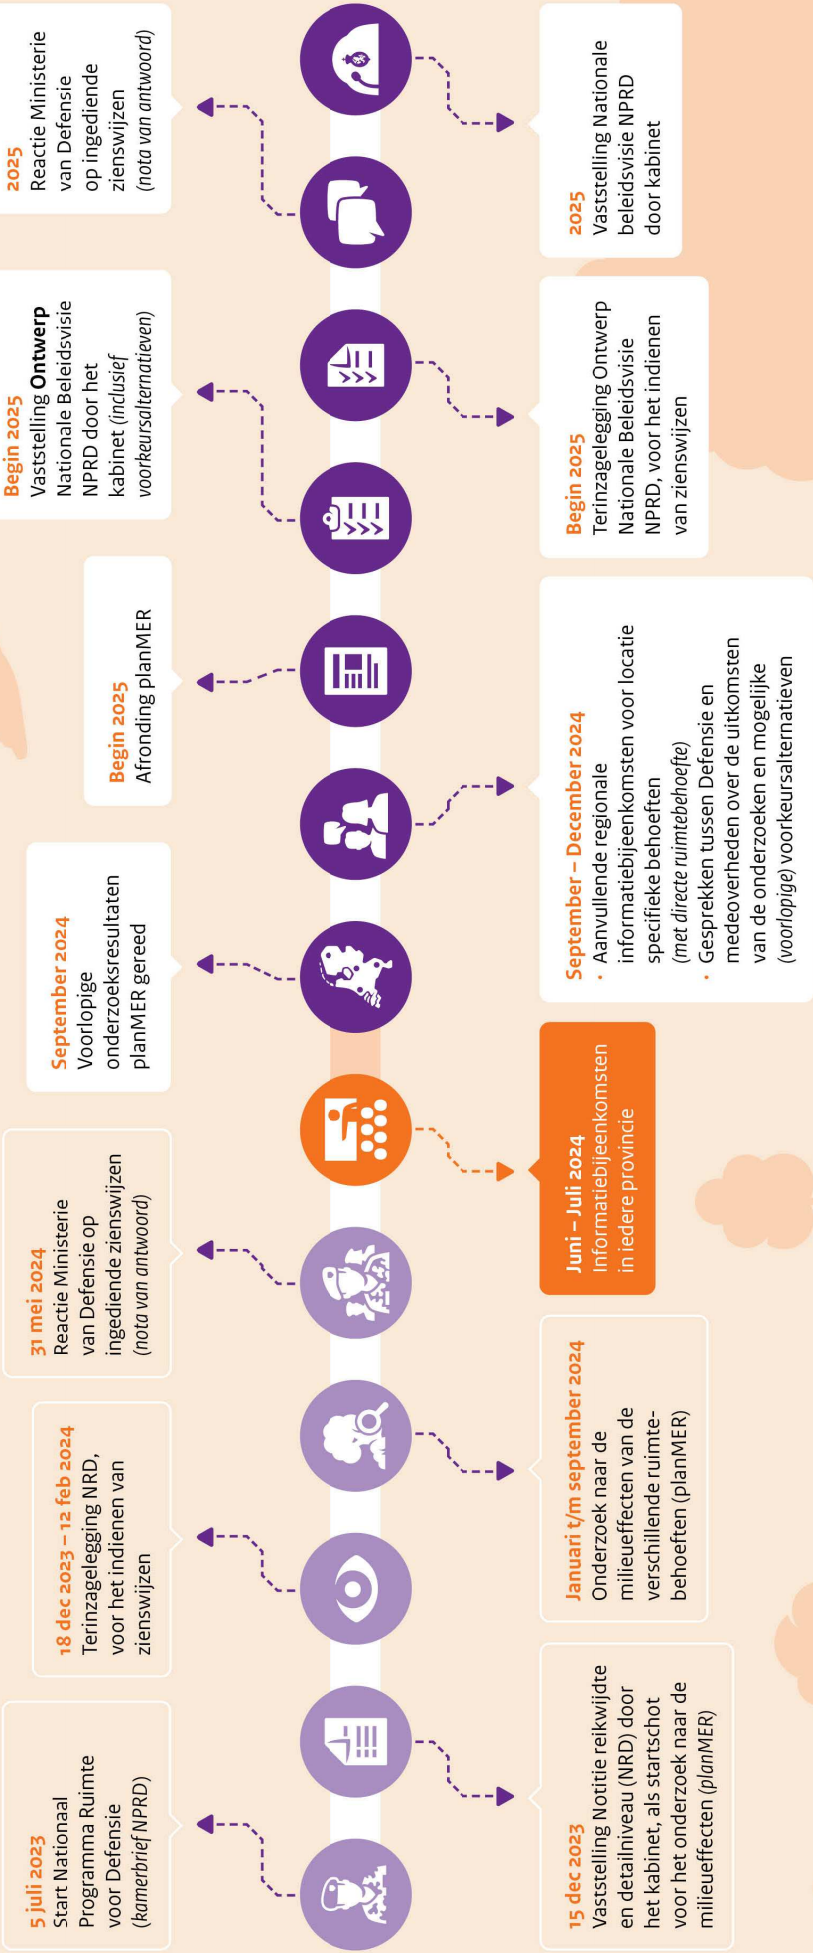 5 juli 2023
Start Nationaal
Programma Ruimte
voor Defensie
(kamerbrief NPRD)
15 dec 2023
Vaststelling Notitie reikwijdte
en detailniveau (NRD) door
het kabinet, als startschot
voor het onderzoek naar de
milieueffecten (planMER)
18 dec 2023 – 12 feb 2024
Terinzagelegging NRD,
voor het indienen van
zienswijzen
Januari t/m september 2024
Onderzoek naar de
milieueffecten van de
verschillende ruimte-
behoeften (planMER)
31 mei 2024
Reactie Ministerie
van Defensie op
ingediende zienswijzen
(nota van antwoord)
Juni – Juli 2024
Informatiebijeenkomsten
in iedere provincie
September 2024
Voorlopige
onderzoeksresultaten
planMER gereed
September – December 2024
• Aanvullende regionale
informatiebijeenkomsten voor locatie
specifieke behoeften
(met directe ruimtebehoefte)
• Gesprekken tussen Defensie en
medeoverheden over de uitkomsten
van de onderzoeken en mogelijke
(voorlopige) voorkeursalternatieven
Begin 2025
Afronding planMER
Begin 2025
Vaststelling Ontwerp
Nationale Beleidsvisie
NPRD door het
kabinet (inclusief
voorkeursalternatieven)
Begin 2025
Terinzagelegging Ontwerp
Nationale Beleidsvisie
NPRD, voor het indienen
van zienswijzen
2025
Reactie Ministerie
van Defensie
op ingediende
zienswijzen
(nota van antwoord)
2025
Vaststelling Nationale
beleidsvisie NPRD
door kabinet